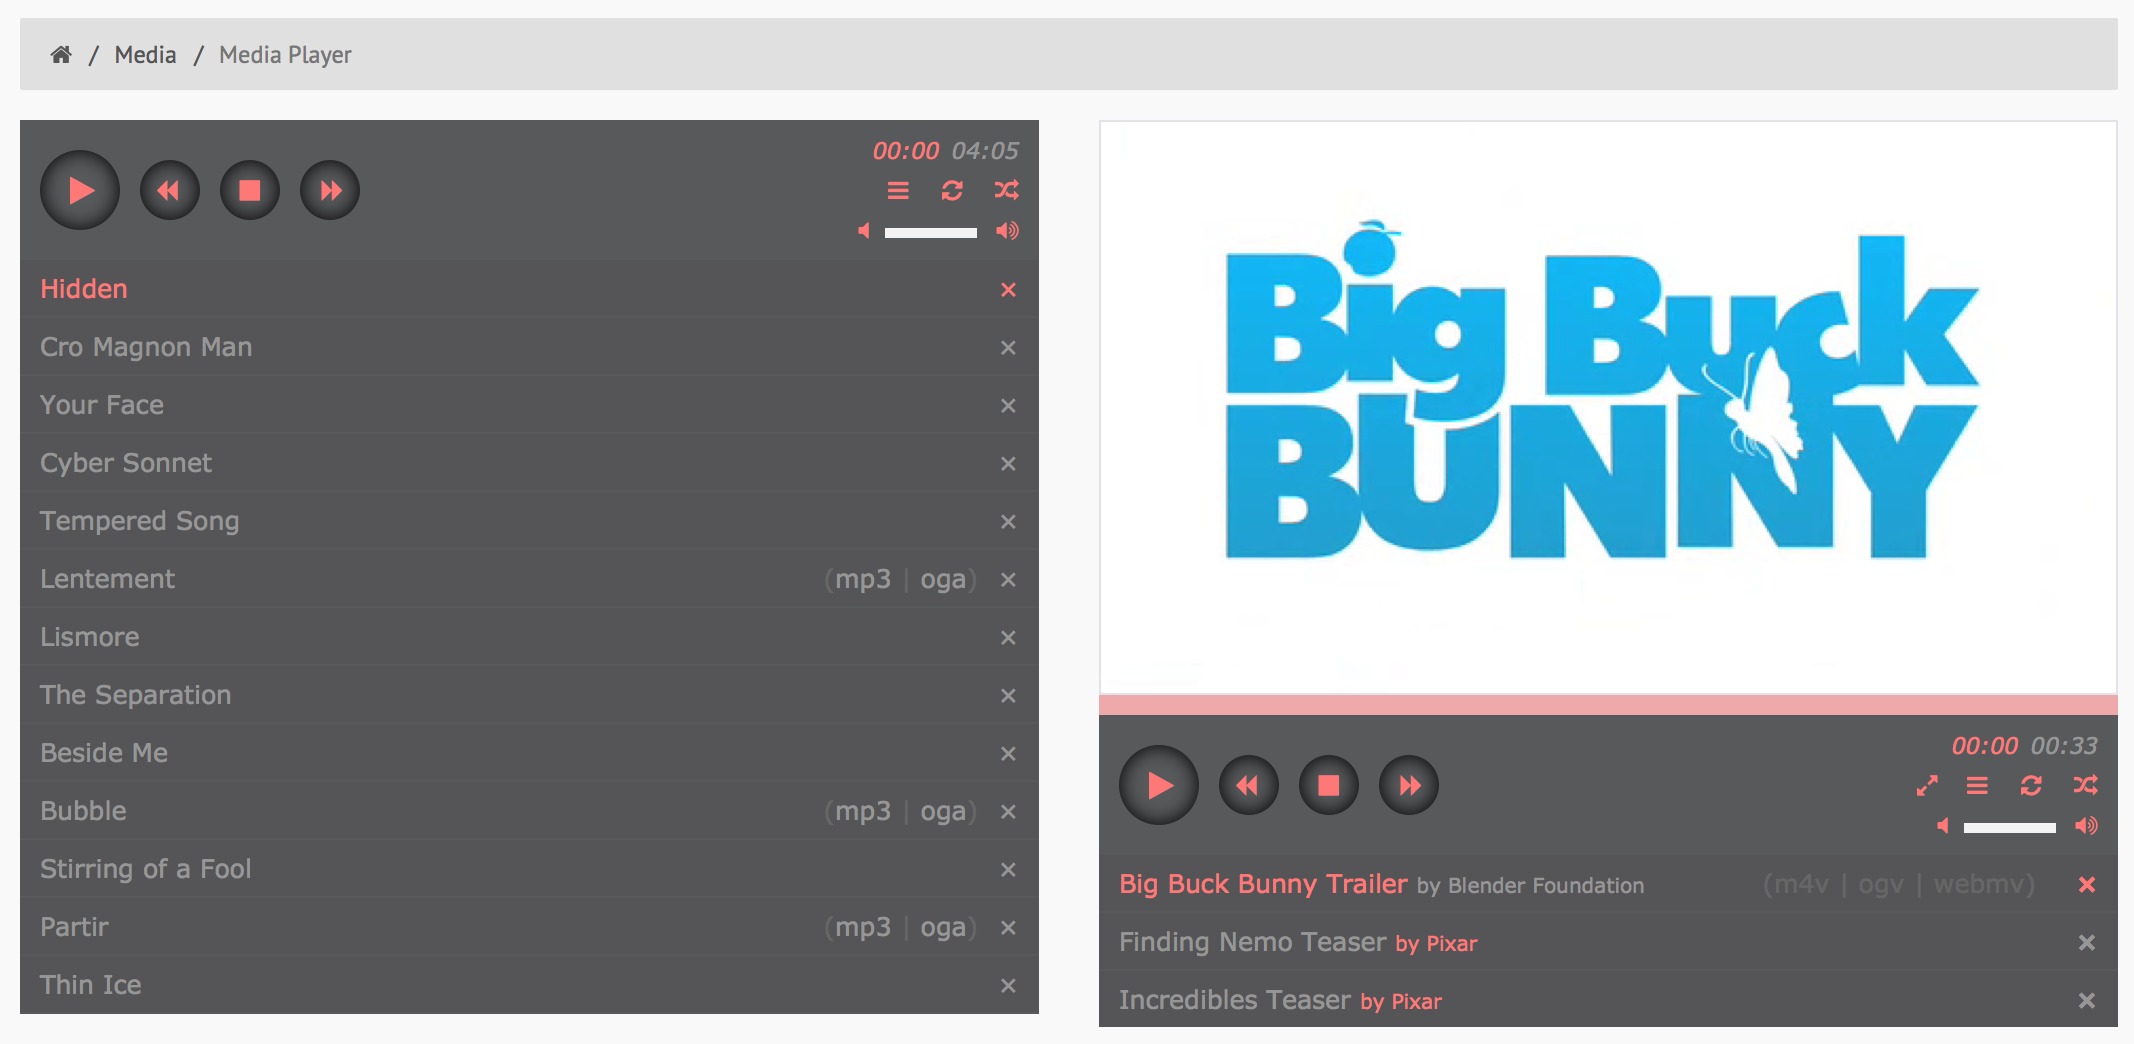 / Media / Media Player
00:00 04:05
Hidden
Cro Magnon Man
Your Face
Cyber Sonnet
Tempered Song
Lentement (mp3 | oga)
Lismore
The Separation
Beside Me
Bubble (mp3 | oga)
Stirring of a Fool
Partir (mp3 | oga)
Thin Ice
Big Buck
BUNNY
00:00 00:33
Big Buck Bunny Trailer by Blender Foundation (m4v | ogv | webmv)
Finding Nemo Teaser by Pixar
Incredibles Teaser by Pixar